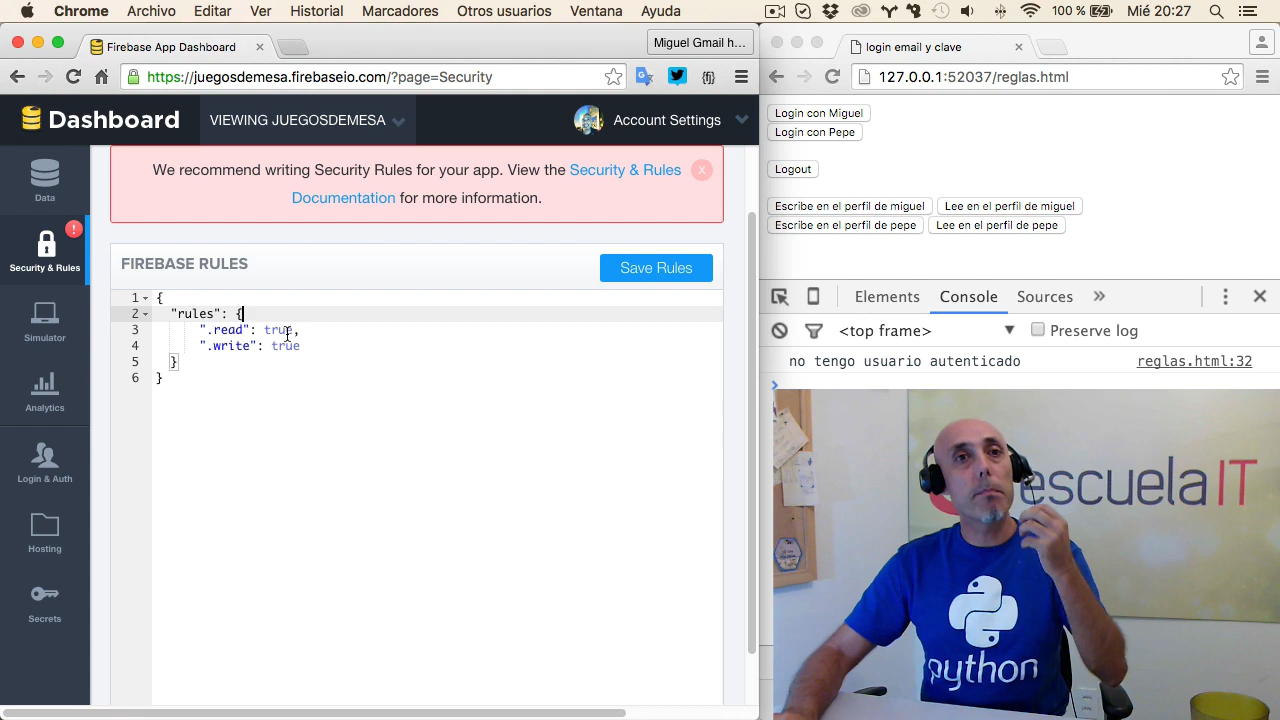 Chrome Archivo Editar Ver Historial Marcadores Otros usuarios Ventana Ayuda 100 % Mié 20:27
Firebase App Dashboard
Miguel Gmail h...
https://juegosdemesa.firebaseio.com/?page=Security
Dashboard
VIEWING JUEGOSDEMESA
Account Settings
Data
Security & Rules
Simulator
Analytics
Login & Auth
Hosting
Secrets
We recommend writing Security Rules for your app. View the Security & Rules
Documentation for more information.
x
FIREBASE RULES
Save Rules
1 {
2 "rules": {
3 ".read": true,
4 ".write": true
5 }
6 }
login email y clave
127.0.0.1:52037/reglas.html
Login con Miguel
Login con Pepe
Logout
Escribe en el perfil de miguel Lee en el perfil de miguel
Escribe en el perfil de pepe Lee en el perfil de pepe
Elements Console Sources
<top frame> Preserve log
no tengo usuario autenticado reglas.html:32
escuelaIT
python